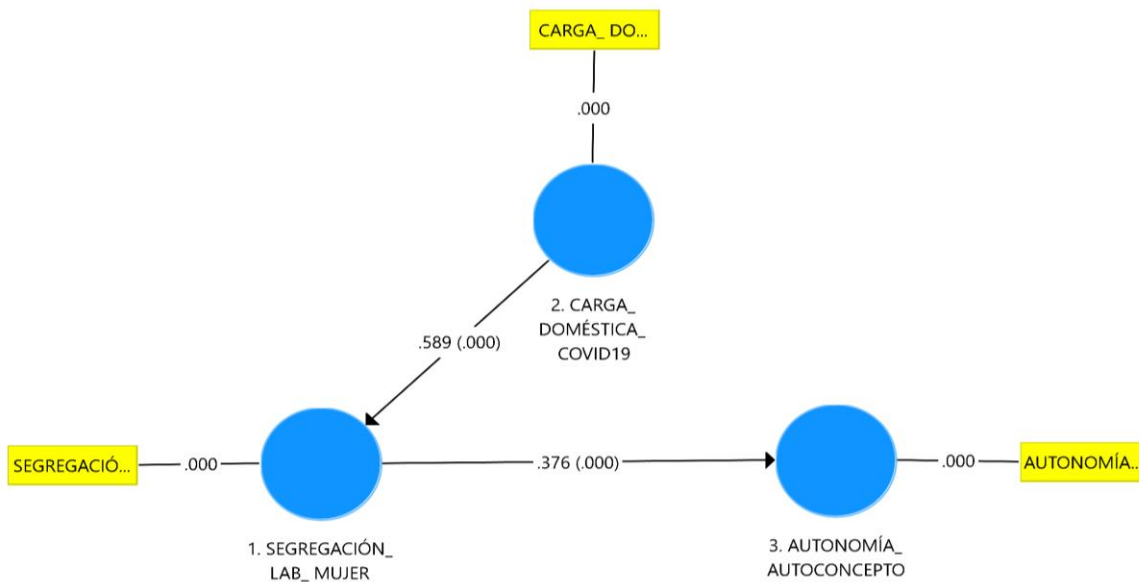 CARGA_ DO...
.000
2. CARGA_
DOMÉSTICA_
COVID19
.589 (.000)
SEGREGACIÓ...
.000
.376 (.000)
.000
AUTONOMÍA...
1. SEGREGACIÓN_
LAB_ MUJER
3. AUTONOMÍA_
AUTOCONCEPTO